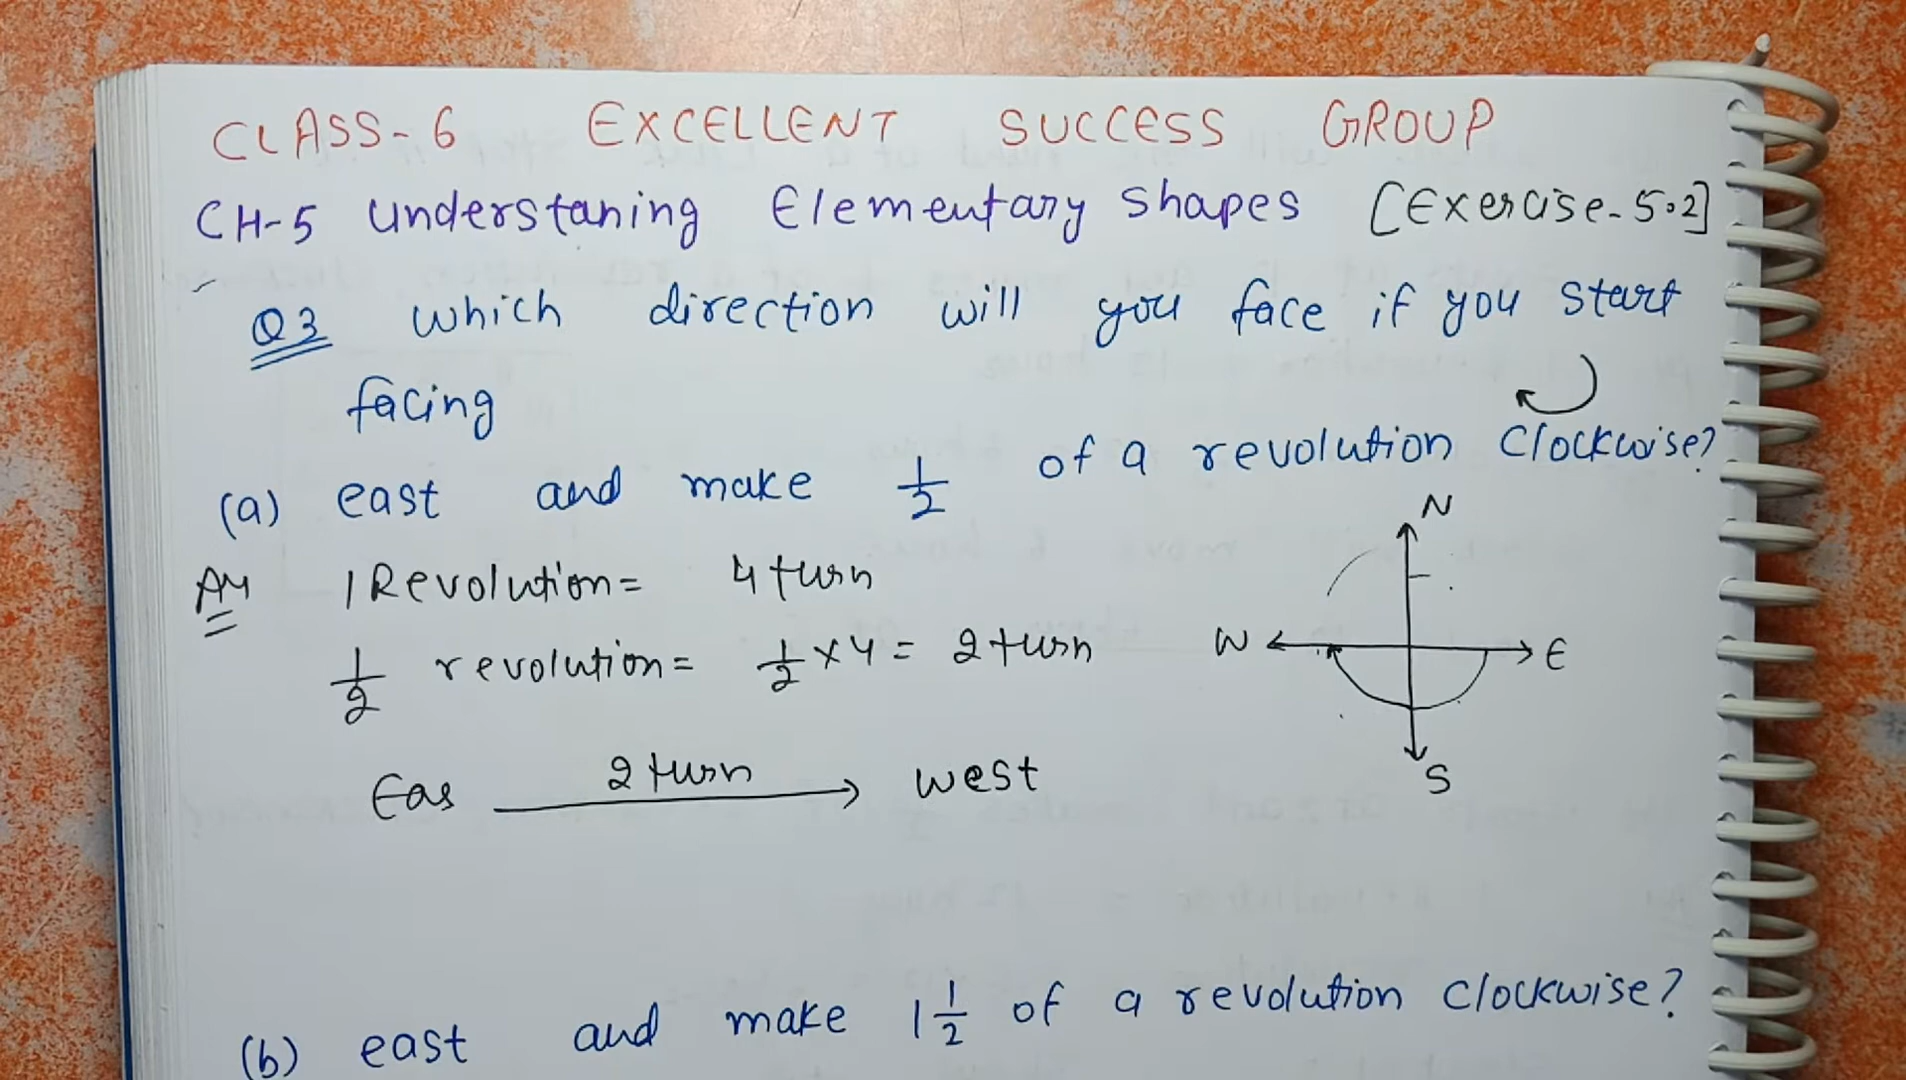 CLASS-6 EXCELLENT SUCCESS GROUP
CH-5 Understaning Elementary shapes [Exercise-5.2]
Q3 which direction will you face if you start
facing
(a) east and make 1/2 of a revolution clockwise?
1 Revolution = 4 turn
1/2 revolution = 1/2 × 4 = 2 turn
Eas 2 turn → west
N
W E
S
(b) east and make 1 1/2 of a revolution clockwise?